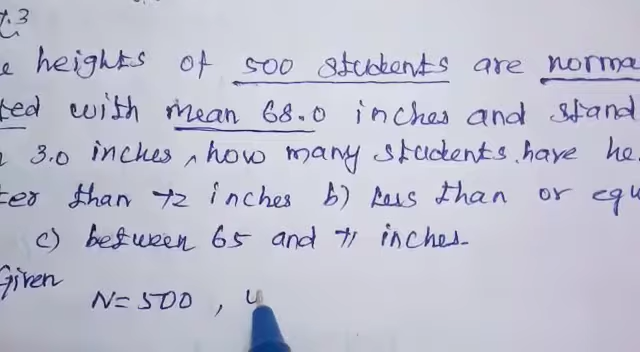 t.3
e heights of 500 students are norma
ted with mean 68.0 inches and stand
3.0 inches, how many students have he
ter than 72 inches b) less than or equ
c) between 65 and 71 inches.
Given
N=500, μ